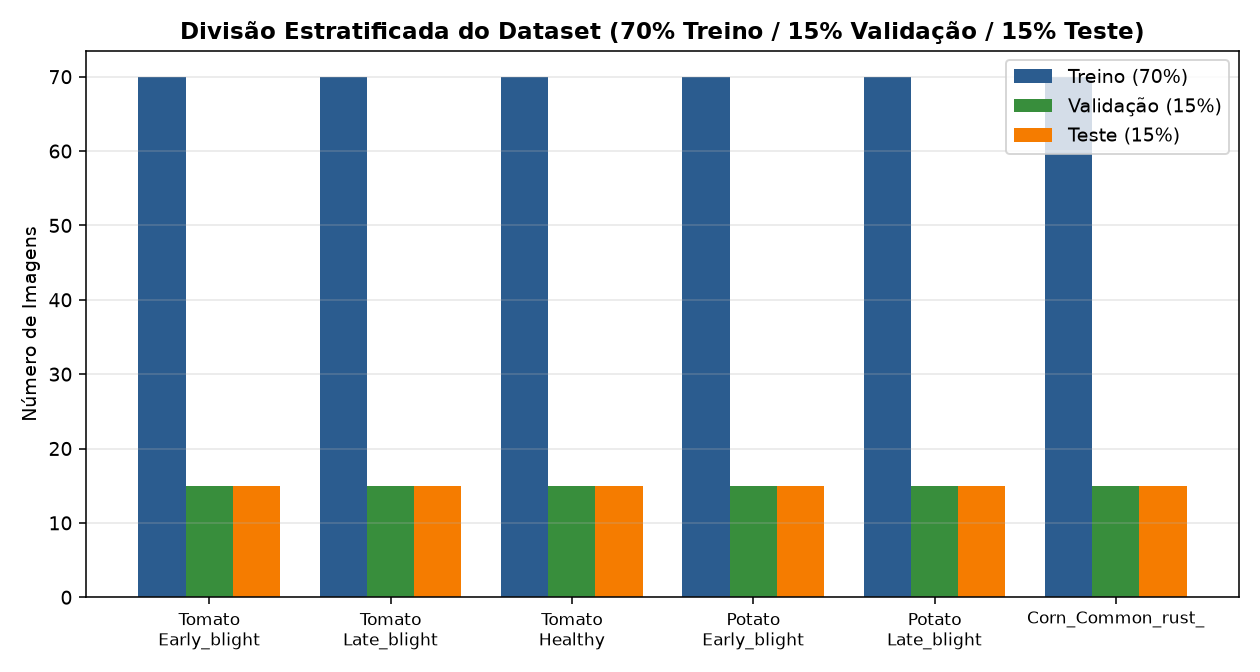 Divisão Estratificada do Dataset (70% Treino / 15% Validação / 15% Teste)
Número de Imagens
70
60
50
40
30
20
10
0
Treino (70%)
Validação (15%)
Teste (15%)
Tomato
Early_blight
Tomato
Late_blight
Tomato
Healthy
Potato
Early_blight
Potato
Late_blight
Corn_Common_rust_